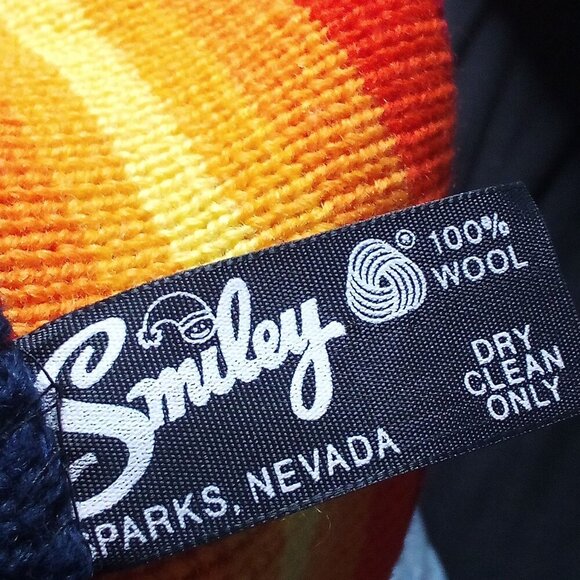 Smiley
® 100%
WOOL
DRY
CLEAN
ONLY
SPARKS, NEVADA